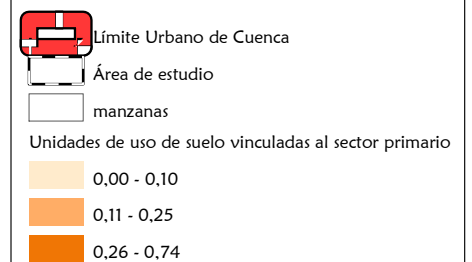 Límite Urbano de Cuenca
Área de estudio
manzanas
Unidades de uso de suelo vinculadas al sector primario
0,00 - 0,10
0,11 - 0,25
0,26 - 0,74